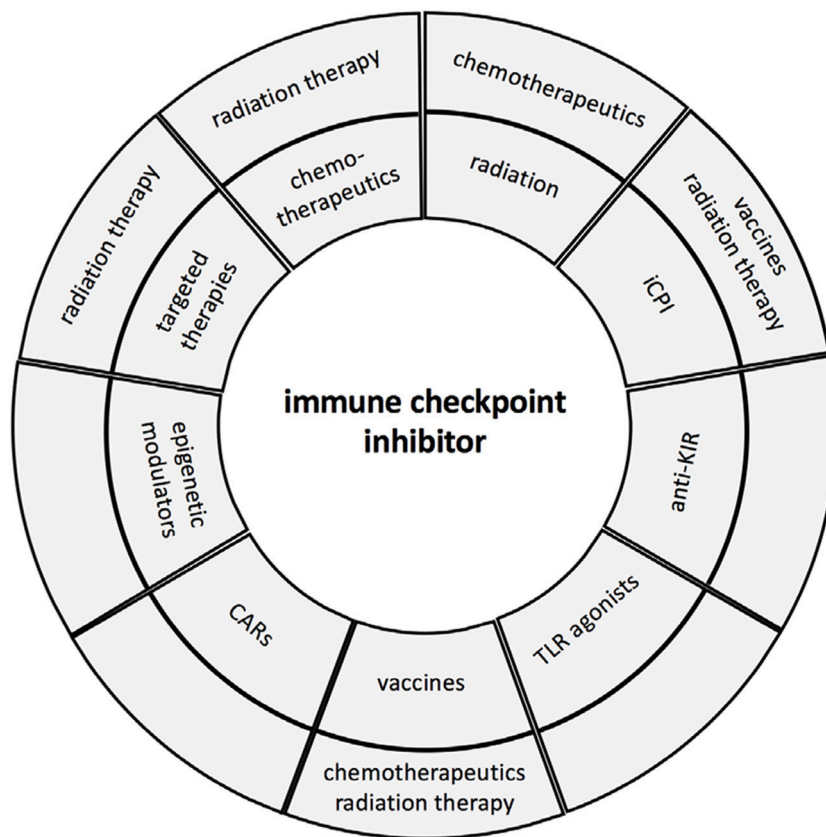 radiation therapy
chemotherapeutics
chemo-
therapeutics
radiation
vaccines
radiation therapy
iCPI
radiation therapy
targeted
therapies
immune checkpoint
inhibitor
anti-KIR
epigenetic
modulators
TLR agonists
CARs
vaccines
chemotherapeutics
radiation therapy